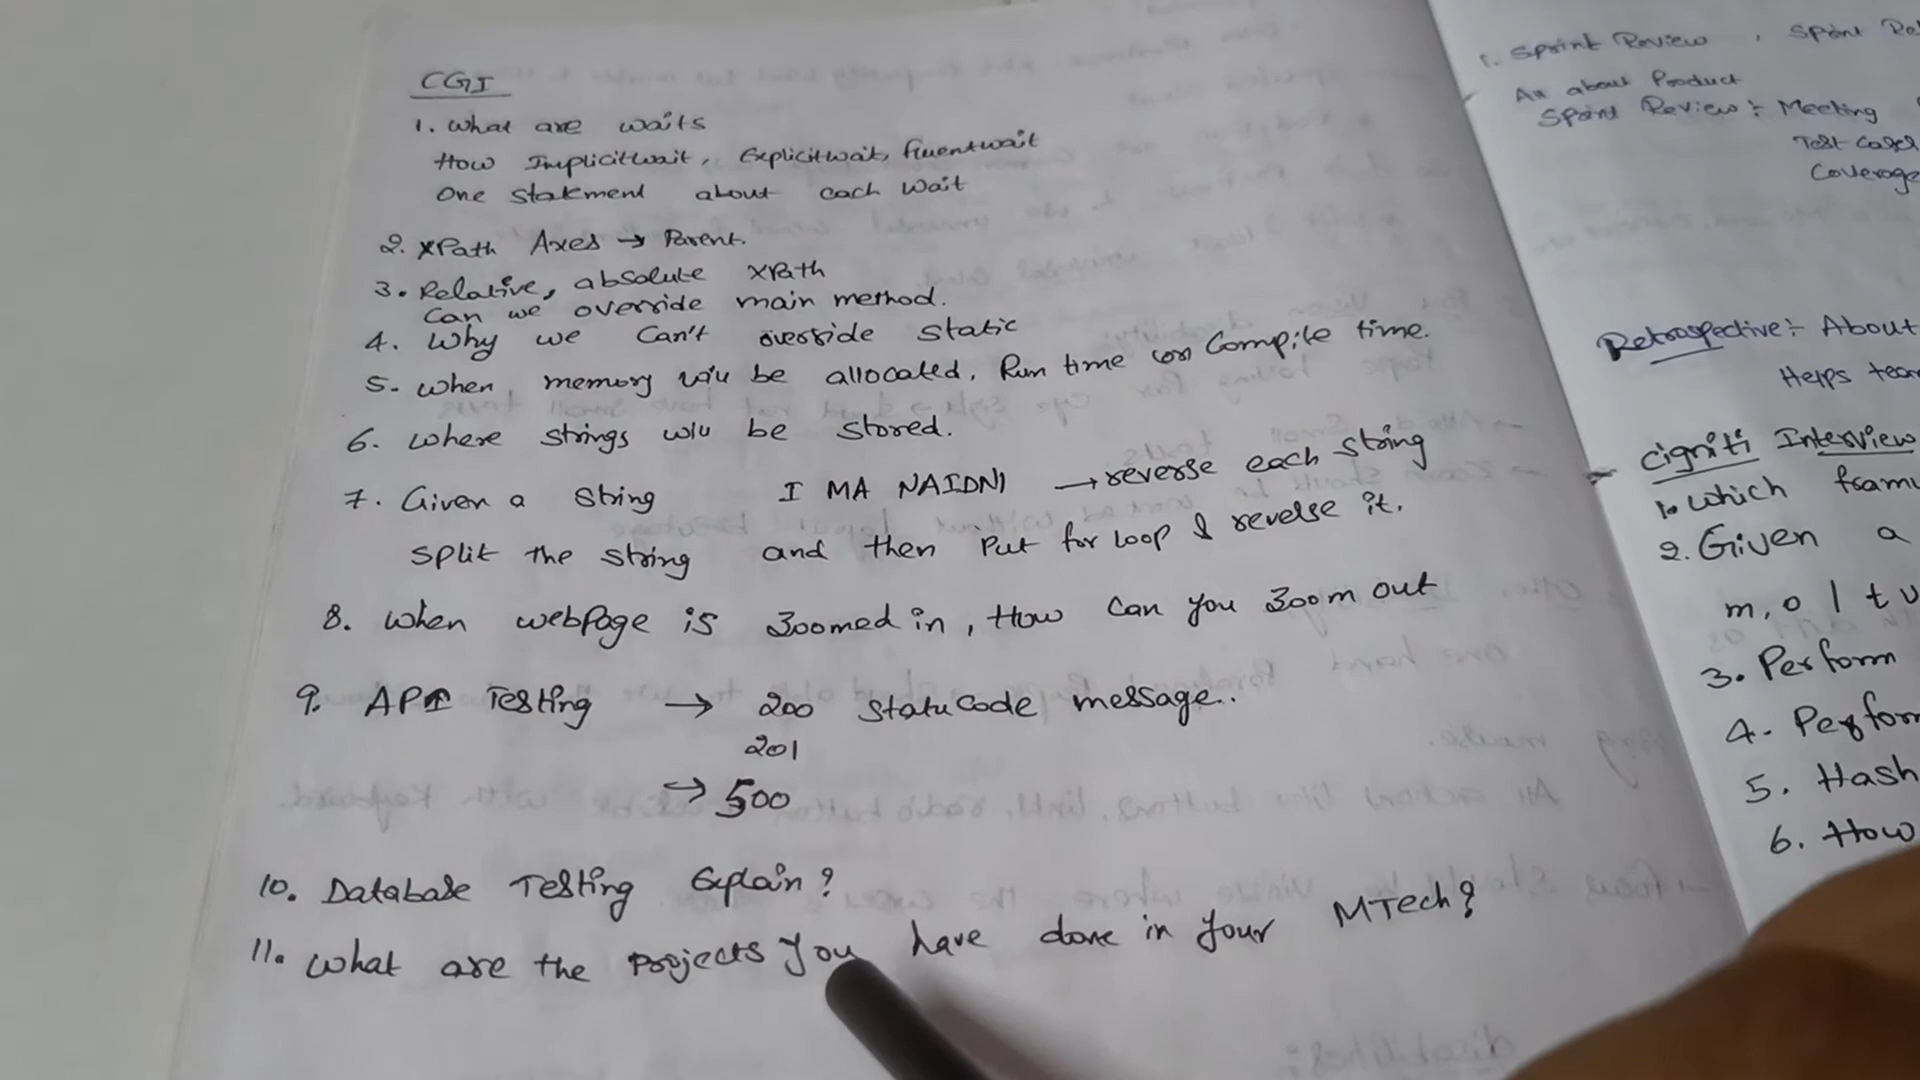 CGI
1. What are waits
How Implicitwait, Explicitwait, fluentwait
One statement about each wait
2. XPath Axes → Parent.
3. Relative, absolute XPath
Can we override main method.
4. Why we can't override static
5. When memory will be allocated, Run time (or) Compile time.
6. Where strings will be stored.
7. Given a string I MA NAIDNI → reverse each string
Split the string and then Put for loop & reverse it.
8. When webpage is zoomed in, How can you zoom out
9. API Testing → 200 Statu Code message..
201
→ 500
10. Database Testing Explain?
11. What are the Projects you have done in your MTech?
1. Sprint Review, Sprint
All about Product
Sprint Review: Meeting
Test cases
Coverage
Retrospective:- About
Helps team
Cigniti Interview
1. Which
2. Given a
m, o l t u
3. Perform
4. Perform
5. Hash
6. How